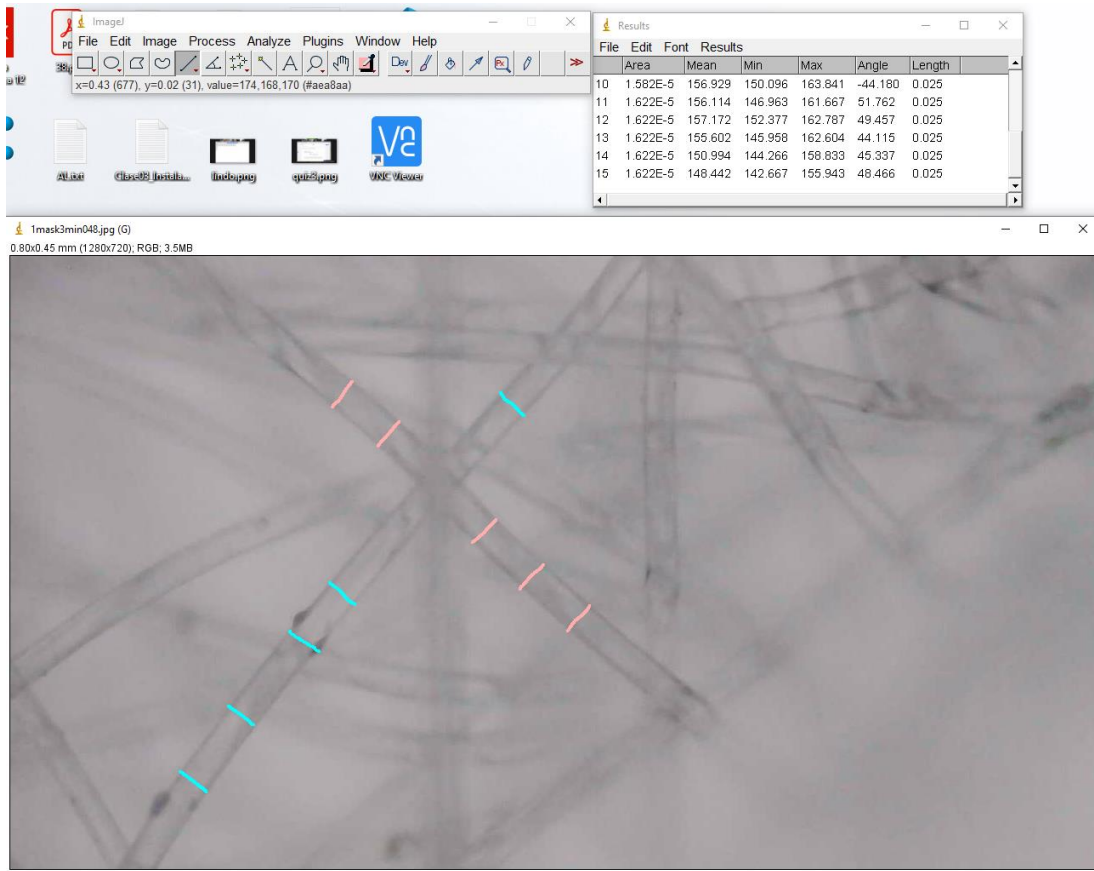 ImageJ
File Edit Image Process Analyze Plugins Window Help
Dev
>>
x=0.43 (677), y=0.02 (31), value=174,168,170 (#aea8aa)
Results
File Edit Font Results
Area Mean Min Max Angle Length
10 1.582E-5 156.929 150.096 163.841 -44.180 0.025
11 1.622E-5 156.114 146.963 161.667 51.762 0.025
12 1.622E-5 157.172 152.377 162.787 49.457 0.025
13 1.622E-5 155.602 145.958 162.604 44.115 0.025
14 1.622E-5 150.994 144.266 158.833 45.337 0.025
15 1.622E-5 148.442 142.667 155.943 48.466 0.025
PD
V2
quiz3.png
VNC Viewer
1mask3min048.jpg (G)
0.80x0.45 mm (1280x720); RGB; 3.5MB